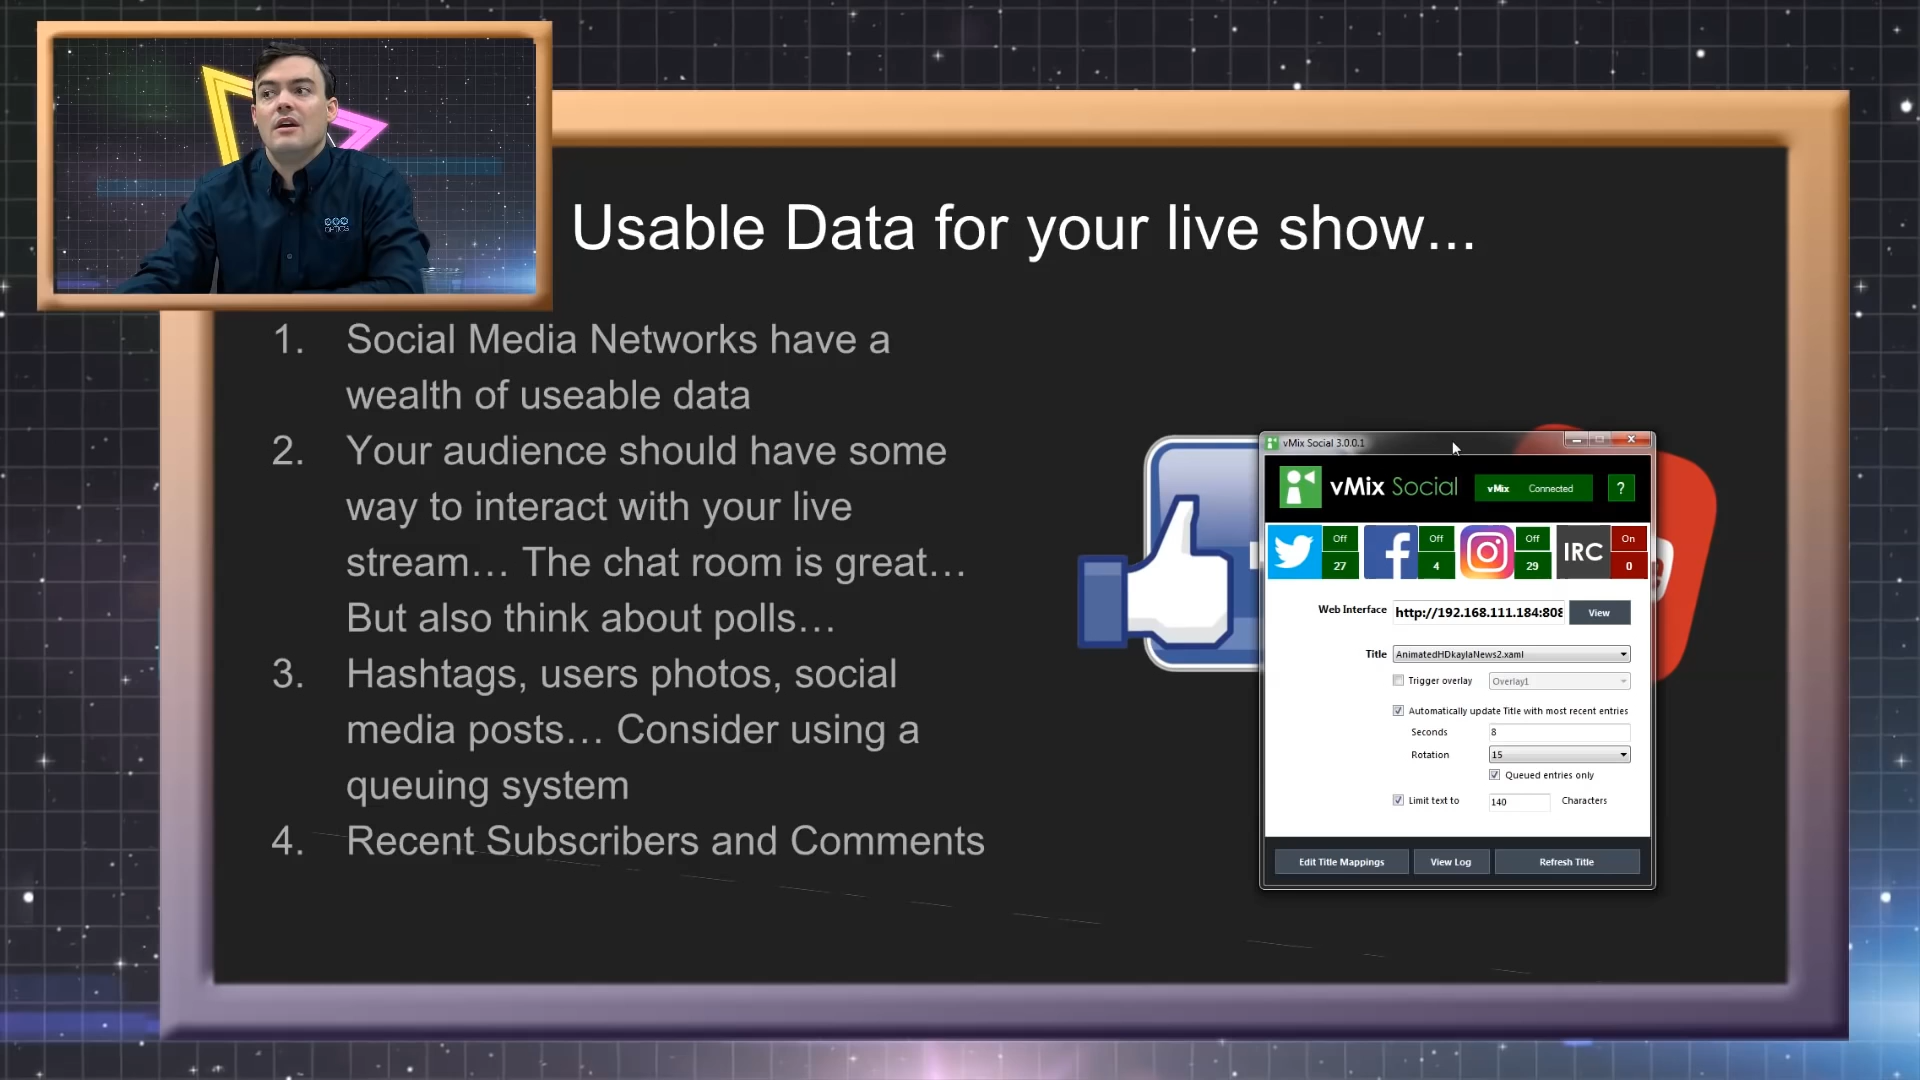 Usable Data for your live show...
1. Social Media Networks have a
wealth of useable data
2. Your audience should have some
way to interact with your live
stream… The chat room is great…
But also think about polls…
3. Hashtags, users photos, social
media posts… Consider using a
queuing system
4. Recent Subscribers and Comments
vMix Social 3.0.0.1
vMix Social
vMix Connected
?
Off
27
Off
4
Off
29
IRC
On
0
Web Interface http://192.168.111.184:808 View
Title AnimatedHDkaylaNews2.xaml
Trigger overlay Overlay1
Automatically update Title with most recent entries
Seconds 8
Rotation 15
Queued entries only
Limit text to 140 Characters
Edit Title Mappings View Log Refresh Title
OPTICS